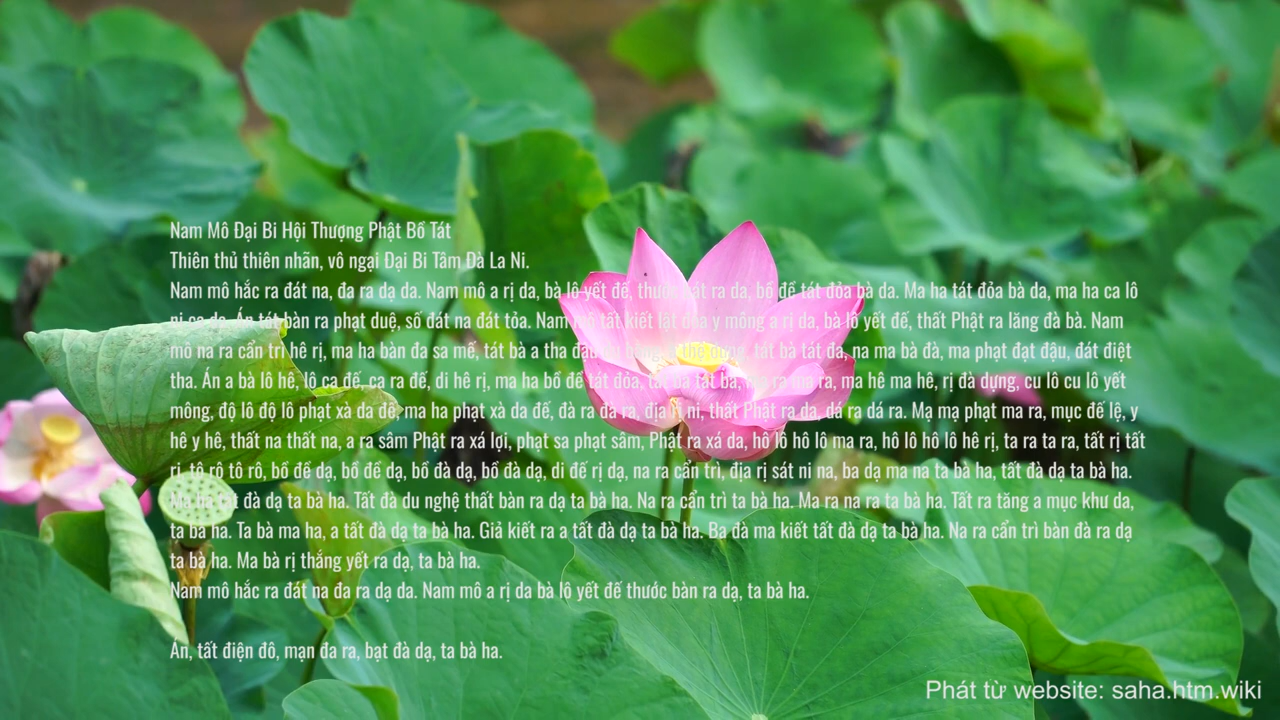 Nam Mô Đại Bi Hội Thượng Phật Bồ Tát
Thiên thủ thiên nhãn, vô ngại Đại Bi Tâm Đà La Ni.
Nam mô hắc ra đát na, đa ra dạ da. Nam mô a rị da, bà lô yết đế, thước bát ra da, bồ đề tát đỏa bà da. Ma ha tát đỏa bà da, ma ha ca lô
ni ca da. Án tát bàn ra phạt duệ, số đát na đát tỏa. Nam mô tất kiết lật đỏa y mông a rị da, bà lô yết đế, thất Phật ra lăng đà bà. Nam
mô na ra cẩn trì hê rị, ma ha bàn đa sa mế, tát bà a tha đậu du bằng, a thệ dựng, tát bà tát đa, na ma bà đà, ma phạt đạt đậu, đát điệt
tha. Án a bà lô hê, lô ca đế, ca ra đế, di hê rị, ma ha bồ đề tát đỏa, tát bà tát bà, ma ra ma ra, ma hê ma hê, rị đà dựng, cu lô cu lô yết
mông, độ lô độ lô phạt xà da đế, ma ha phạt xà da đế, đà ra đà ra, địa rị ni, thất Phật ra da, dá ra dá ra. Mạ mạ phạt ma ra, mục đế lệ, y
hê y hê, thất na thất na, a ra sâm Phật ra xá lợi, phạt sa phạt sâm, Phật ra xá da, hô lô hô lô ma ra, hô lô hô lô hê rị, ta ra ta ra, tất rị tất
rị, tô rô tô rô, bồ đề dạ, bồ đề dạ, bồ đà dạ, bồ đà dạ, di đế rị dạ, na ra cẩn trì, địa rị sắt ni na, ba dạ ma na ta bà ha, tất đà dạ ta bà ha.
Ma ha tất đà dạ ta bà ha. Tất đà du nghệ thất bàn ra dạ ta bà ha. Na ra cẩn trì ta bà ha. Ma ra na ra ta bà ha. Tất ra tăng a mục khư da,
ta bà ha. Ta bà ma ha, a tất đà dạ ta bà ha. Giả kiết ra a tất đà dạ ta bà ha. Ba đà ma kiết tất đà dạ ta bà ha. Na ra cẩn trì bàn đà ra dạ
ta bà ha. Ma bà rị thắng yết ra dạ, ta bà ha.
Nam mô hắc ra đát na đa ra dạ da. Nam mô a rị da bà lô yết đế thước bàn ra dạ, ta bà ha.
Án, tất điện đô, mạn đa ra, bạt đà dạ, ta bà ha.
Phát từ website: saha.htm.wiki